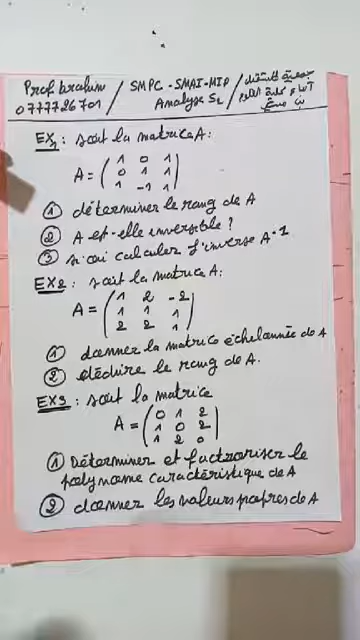 Prof brahim / SMPC - SMAI - MIP /
0777726701 / Analyse S2 /
EX1: soit la matrice A:
A = ( 1 0 1
0 1 1
1 -1 1 )
① déterminer le rang de A
② A est-elle inversible?
③ si oui calculer l'inverse A-1
EX2: soit la matrice A:
A = ( 1 2 -2
1 1 1
2 2 1 )
① donner la matrice échelonnée de A
② déduire le rang de A.
EX3: soit la matrice
A = ( 0 1 2
1 0 2
1 2 0 )
① Déterminer et factoriser le
polynome caractéristique de A
② donner les valeurs propres de A